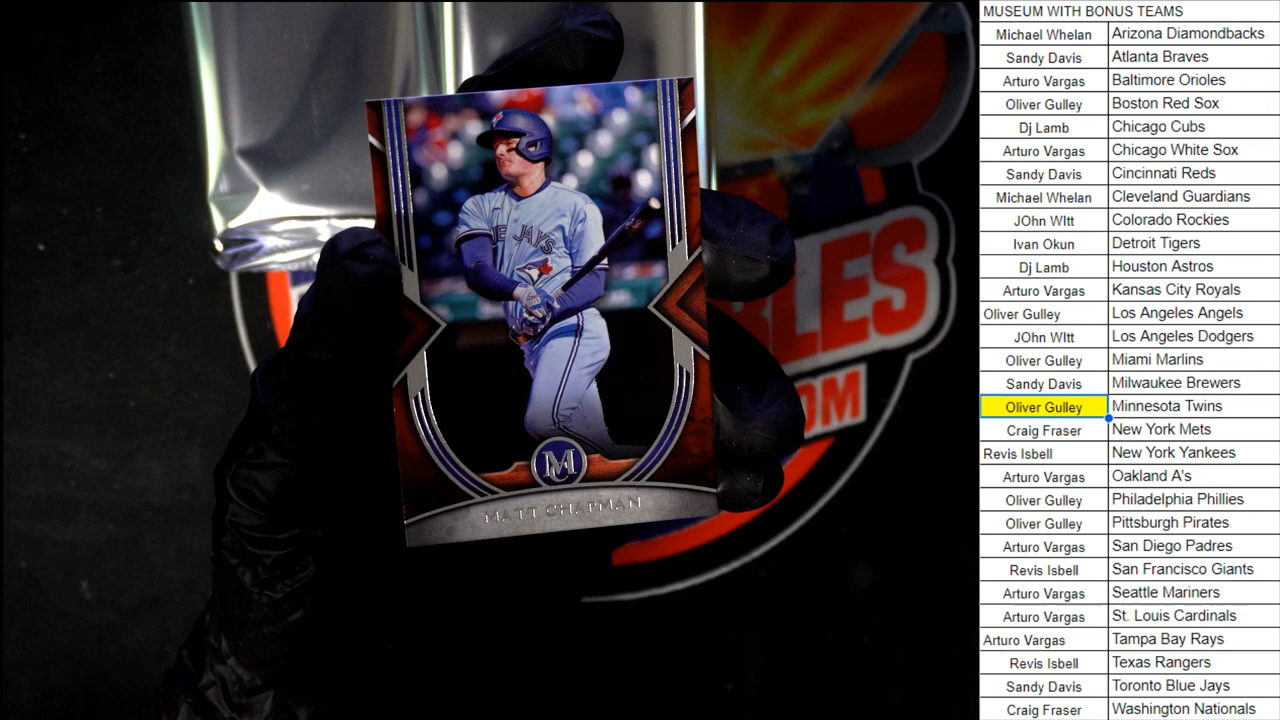 MUSEUM WITH BONUS TEAMS
Michael Whelan Arizona Diamondbacks
Sandy Davis Atlanta Braves
Arturo Vargas Baltimore Orioles
Oliver Gulley Boston Red Sox
Dj Lamb Chicago Cubs
Arturo Vargas Chicago White Sox
Sandy Davis Cincinnati Reds
Michael Whelan Cleveland Guardians
JOhn WItt Colorado Rockies
Ivan Okun Detroit Tigers
Dj Lamb Houston Astros
Arturo Vargas Kansas City Royals
Oliver Gulley Los Angeles Angels
JOhn WItt Los Angeles Dodgers
Oliver Gulley Miami Marlins
Sandy Davis Milwaukee Brewers
Oliver Gulley Minnesota Twins
Craig Fraser New York Mets
Revis Isbell New York Yankees
Arturo Vargas Oakland A's
Oliver Gulley Philadelphia Phillies
Oliver Gulley Pittsburgh Pirates
Arturo Vargas San Diego Padres
Revis Isbell San Francisco Giants
Arturo Vargas Seattle Mariners
Arturo Vargas St. Louis Cardinals
Arturo Vargas Tampa Bay Rays
Revis Isbell Texas Rangers
Sandy Davis Toronto Blue Jays
Craig Fraser Washington Nationals
E JAYS
M
MATT CHAPMAN
BLES
OM